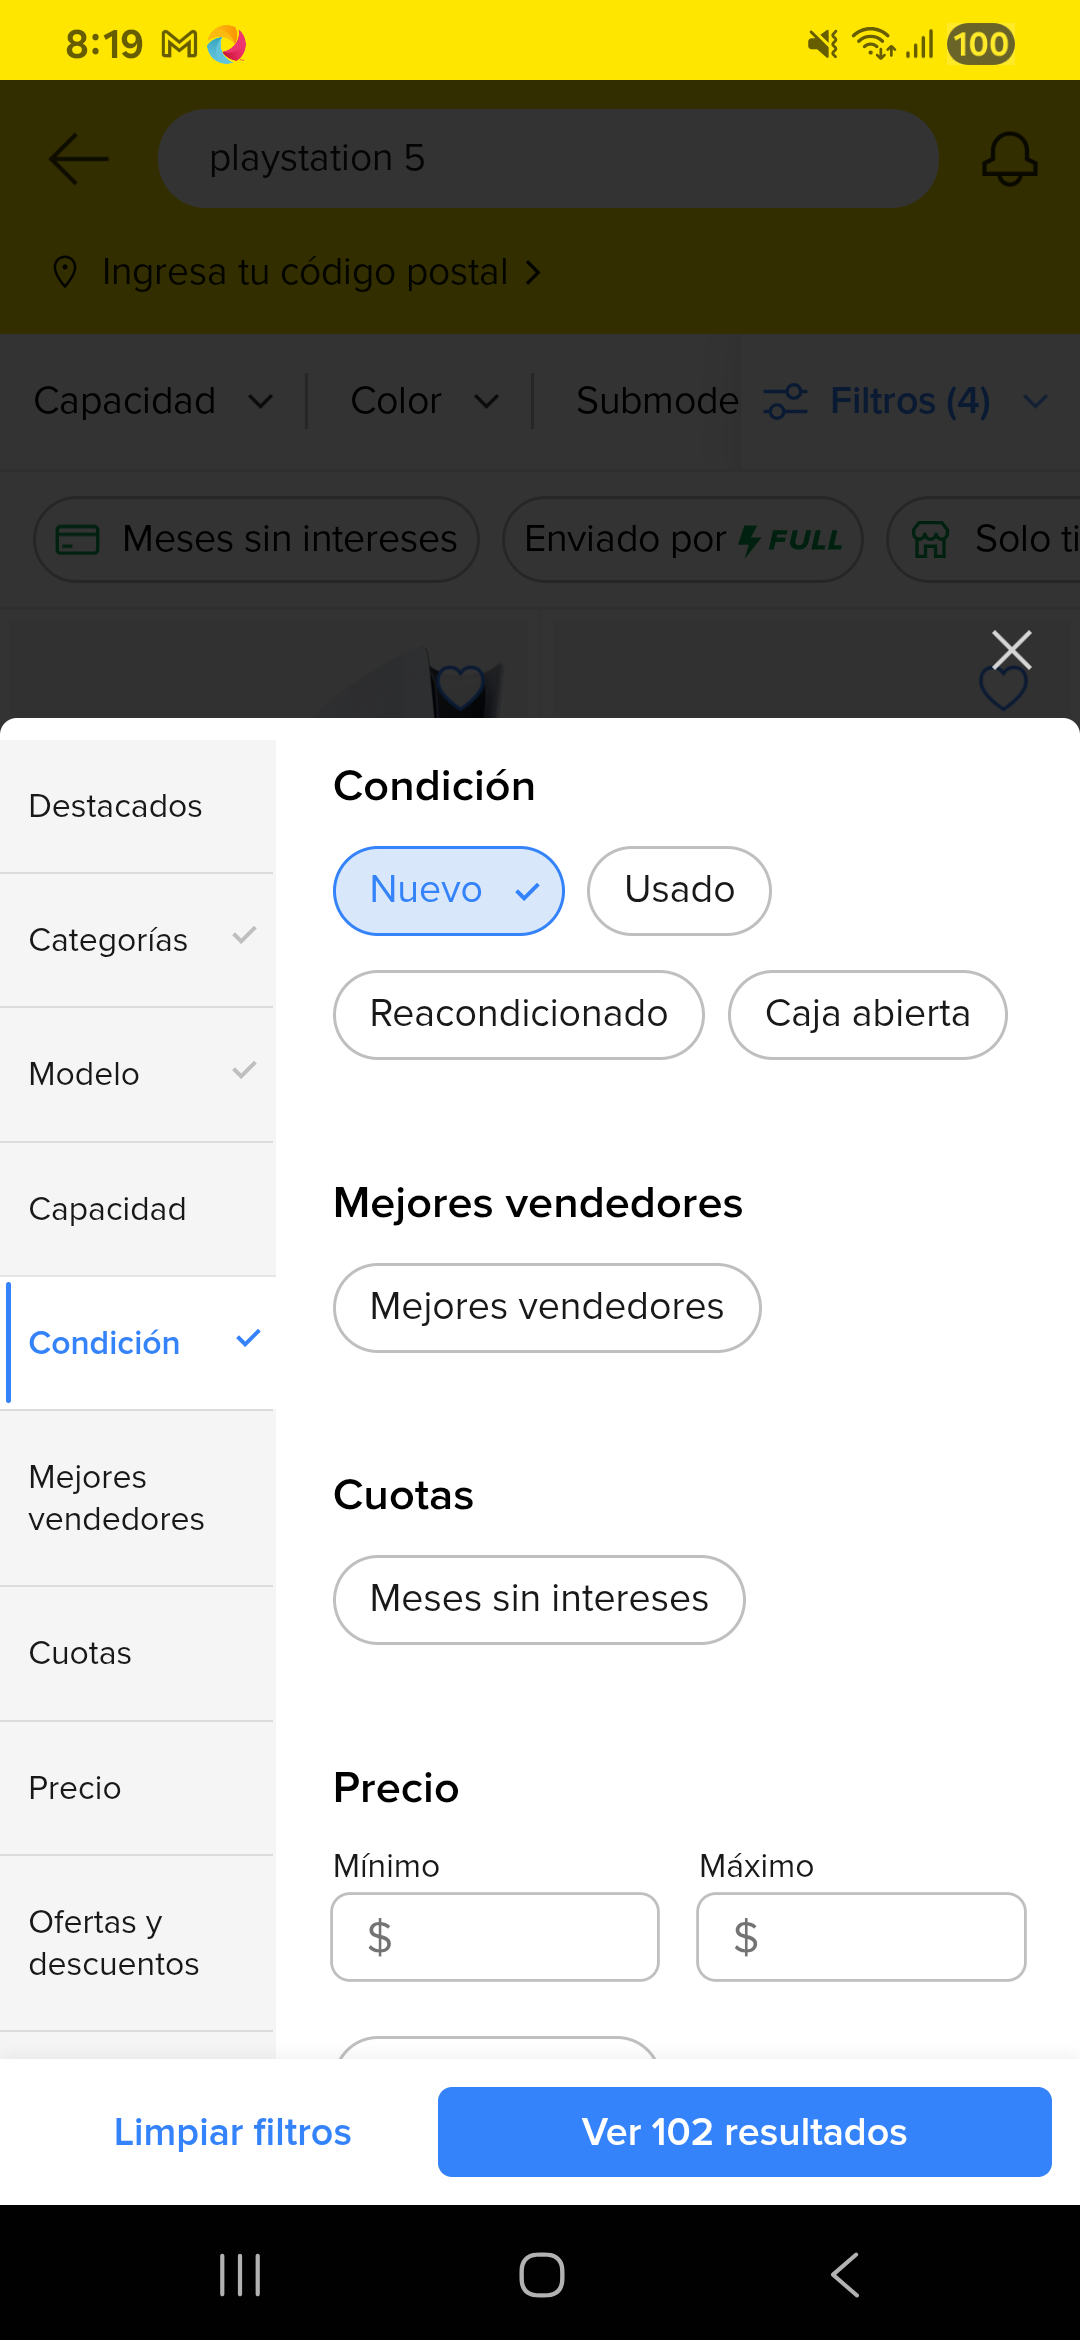 8:19
100
playstation 5
Ingresa tu código postal
Capacidad
Color
Submode
Filtros (4)
Meses sin intereses
Enviado por FULL
Solo ti
Destacados
Categorías
Modelo
Capacidad
Condición
Mejores
vendedores
Cuotas
Precio
Ofertas y
descuentos
Condición
Nuevo
Usado
Reacondicionado
Caja abierta
Mejores vendedores
Mejores vendedores
Cuotas
Meses sin intereses
Precio
Mínimo
Máximo
$
$
Limpiar filtros
Ver 102 resultados